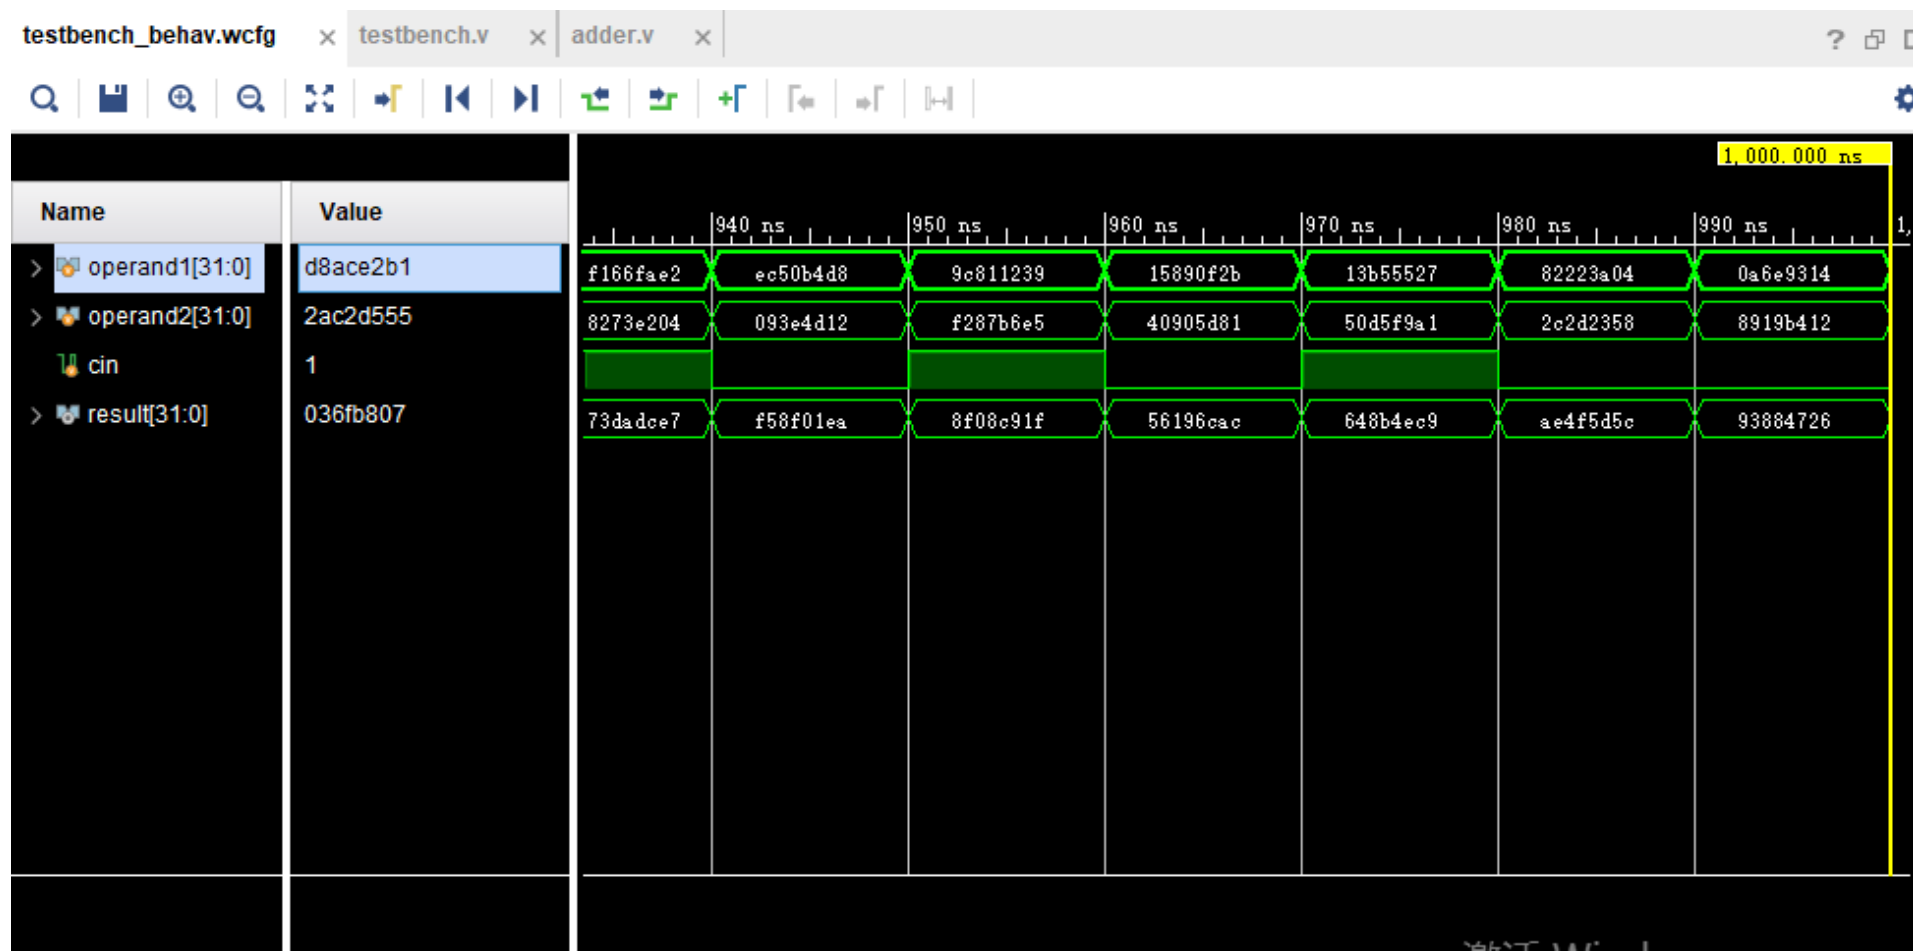 testbench_behav.wcfg × testbench.v × adder.v ×
1,000.000 ns
Name Value
940 ns 950 ns 960 ns 970 ns 980 ns 990 ns 1,
operand1[31:0] d8ace2b1 f166fae2 ec50b4d8 9c811239 15890f2b 13b55527 82223a04 0a6e9314
operand2[31:0] 2ac2d555 8273e204 093e4d12 f287b6e5 40905d81 50d5f9a1 2c2d2358 8919b412
cin 1
result[31:0] 036fb807 73dadce7 f58f01ea 8f08c91f 56196cac 648b4ec9 ae4f5d5c 93884726